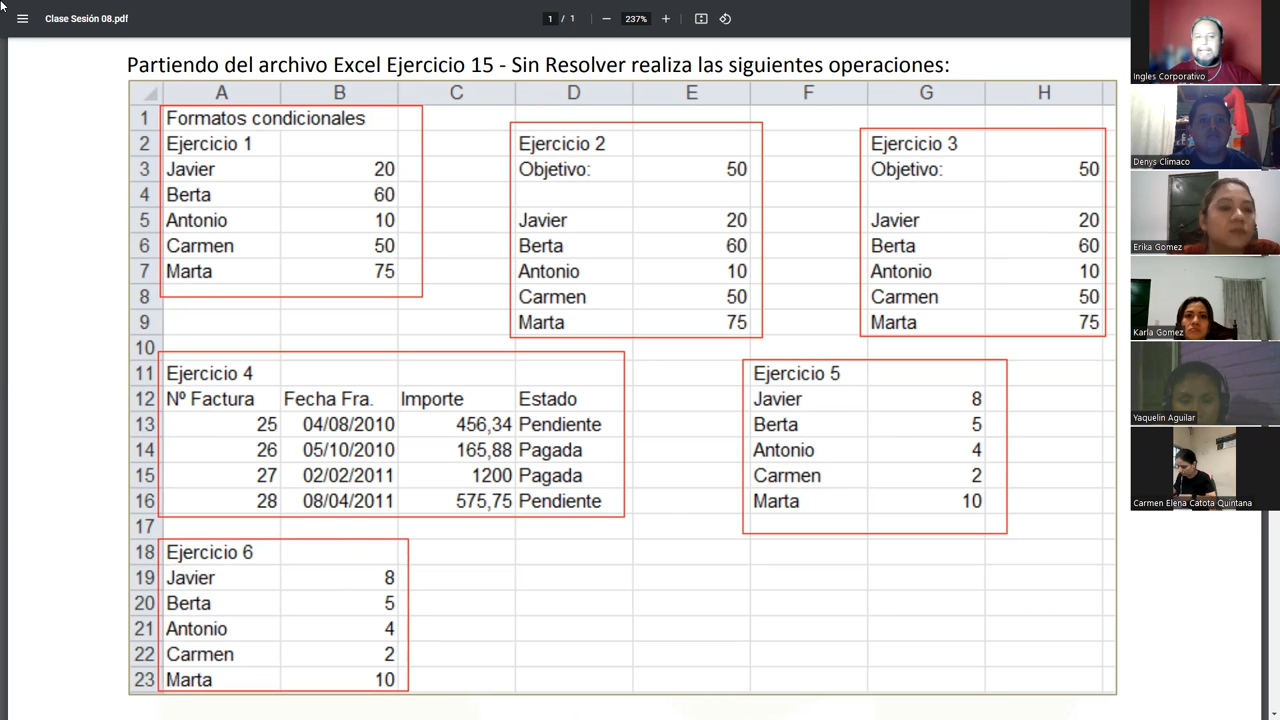 Clase Sesión 08.pdf
1 / 1
237%
Partiendo del archivo Excel Ejercicio 15 - Sin Resolver realiza las siguientes operaciones:
A B C D E F G H
1 Formatos condicionales
2 Ejercicio 1 Ejercicio 2 Ejercicio 3
3 Javier 20 Objetivo: 50 Objetivo: 50
4 Berta 60
5 Antonio 10 Javier 20 Javier 20
6 Carmen 50 Berta 60 Berta 60
7 Marta 75 Antonio 10 Antonio 10
8 Carmen 50 Carmen 50
9 Marta 75 Marta 75
10
11 Ejercicio 4 Ejercicio 5
12 Nº Factura Fecha Fra. Importe Estado Javier 8
13 25 04/08/2010 456,34 Pendiente Berta 5
14 26 05/10/2010 165,88 Pagada Antonio 4
15 27 02/02/2011 1200 Pagada Carmen 2
16 28 08/04/2011 575,75 Pendiente Marta 10
17
18 Ejercicio 6
19 Javier 8
20 Berta 5
21 Antonio 4
22 Carmen 2
23 Marta 10
Ingles Corporativo
Denys Climaco
Erika Gomez
Karla Gomez
Yaquelin Aguilar
Carmen Elena Catota Quintana